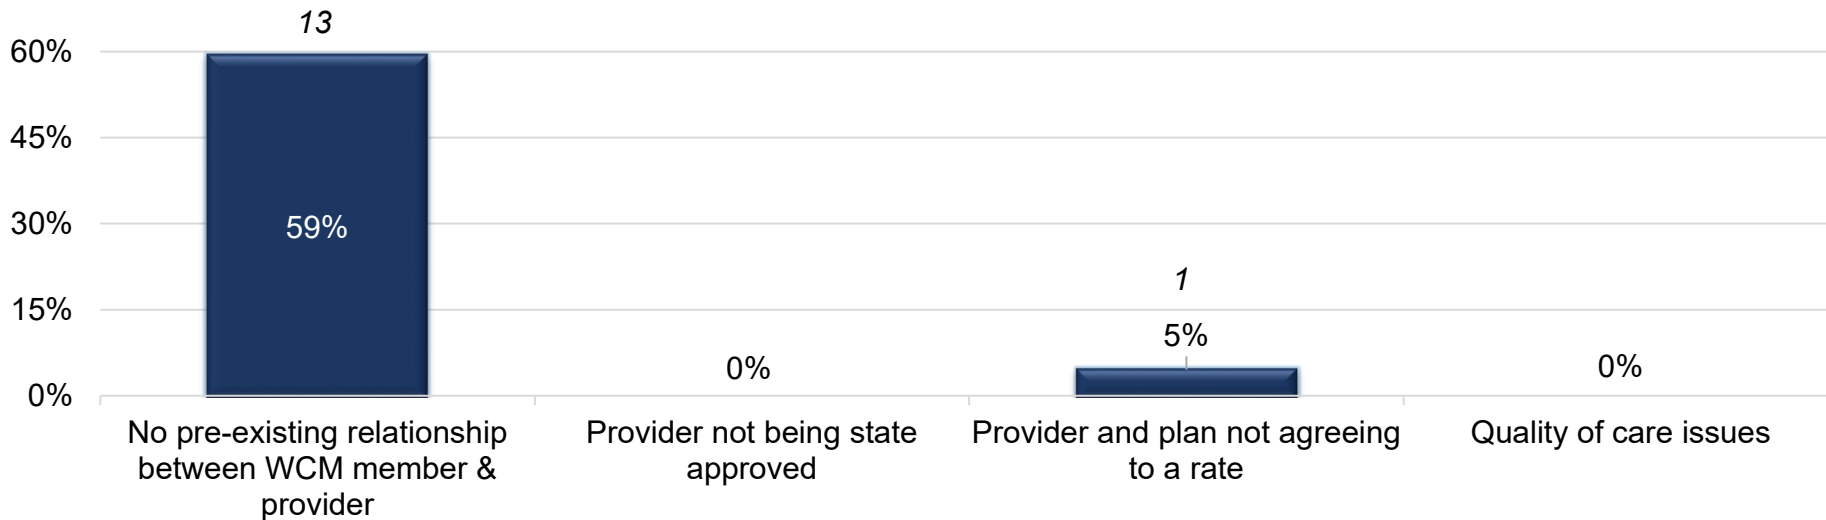 13
60%
45%
30%
59%
1
15%
5%
0%
0%
0%
No pre-existing relationship
between WCM member &
provider
Provider not being state
approved
Provider and plan not agreeing
to a rate
Quality of care issues